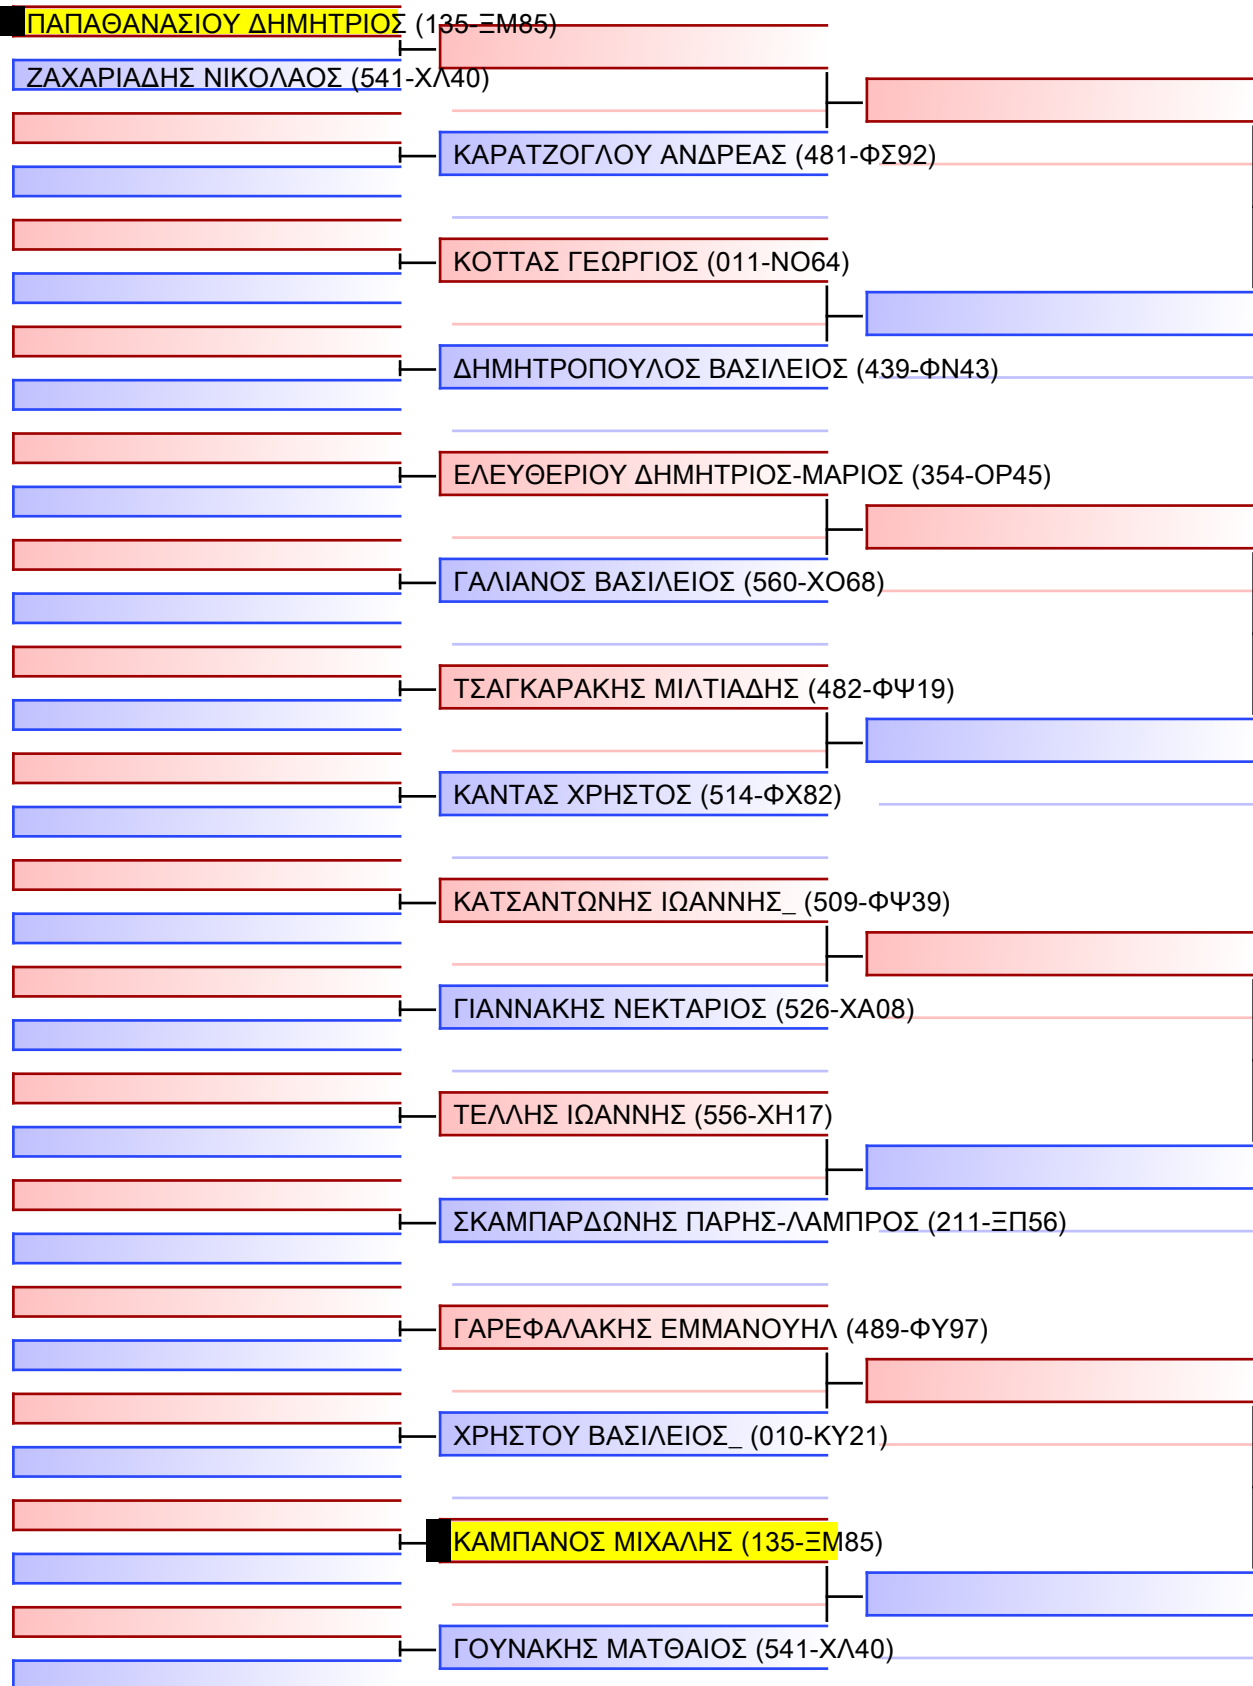 ΠΑΠΑΘΑΝΑΣΙΟΥ ΔΗΜΗΤΡΙΟΣ (135-ΞΜ85)
ΖΑΧΑΡΙΑΔΗΣ ΝΙΚΟΛΑΟΣ (541-ΧΛ40)
ΚΑΡΑΤΖΟΓΛΟΥ ΑΝΔΡΕΑΣ (481-ΦΣ92)
ΚΟΤΤΑΣ ΓΕΩΡΓΙΟΣ (011-ΝΟ64)
ΔΗΜΗΤΡΟΠΟΥΛΟΣ ΒΑΣΙΛΕΙΟΣ (439-ΦΝ43)
ΕΛΕΥΘΕΡΙΟΥ ΔΗΜΗΤΡΙΟΣ-ΜΑΡΙΟΣ (354-ΟΡ45)
ΓΑΛΙΑΝΟΣ ΒΑΣΙΛΕΙΟΣ (560-ΧΟ68)
ΤΣΑΓΚΑΡΑΚΗΣ ΜΙΛΤΙΑΔΗΣ (482-ΦΨ19)
ΚΑΝΤΑΣ ΧΡΗΣΤΟΣ (514-ΦΧ82)
ΚΑΤΣΑΝΤΩΝΗΣ ΙΩΑΝΝΗΣ_ (509-ΦΨ39)
ΓΙΑΝΝΑΚΗΣ ΝΕΚΤΑΡΙΟΣ (526-ΧΑ08)
ΤΕΛΛΗΣ ΙΩΑΝΝΗΣ (556-ΧΗ17)
ΣΚΑΜΠΑΡΔΩΝΗΣ ΠΑΡΗΣ-ΛΑΜΠΡΟΣ (211-ΞΠ56)
ΓΑΡΕΦΑΛΑΚΗΣ ΕΜΜΑΝΟΥΗΛ (489-ΦΥ97)
ΧΡΗΣΤΟΥ ΒΑΣΙΛΕΙΟΣ_ (010-ΚΥ21)
ΚΑΜΠΑΝΟΣ ΜΙΧΑΛΗΣ (135-ΞΜ85)
ΓΟΥΝΑΚΗΣ ΜΑΤΘΑΙΟΣ (541-ΧΛ40)